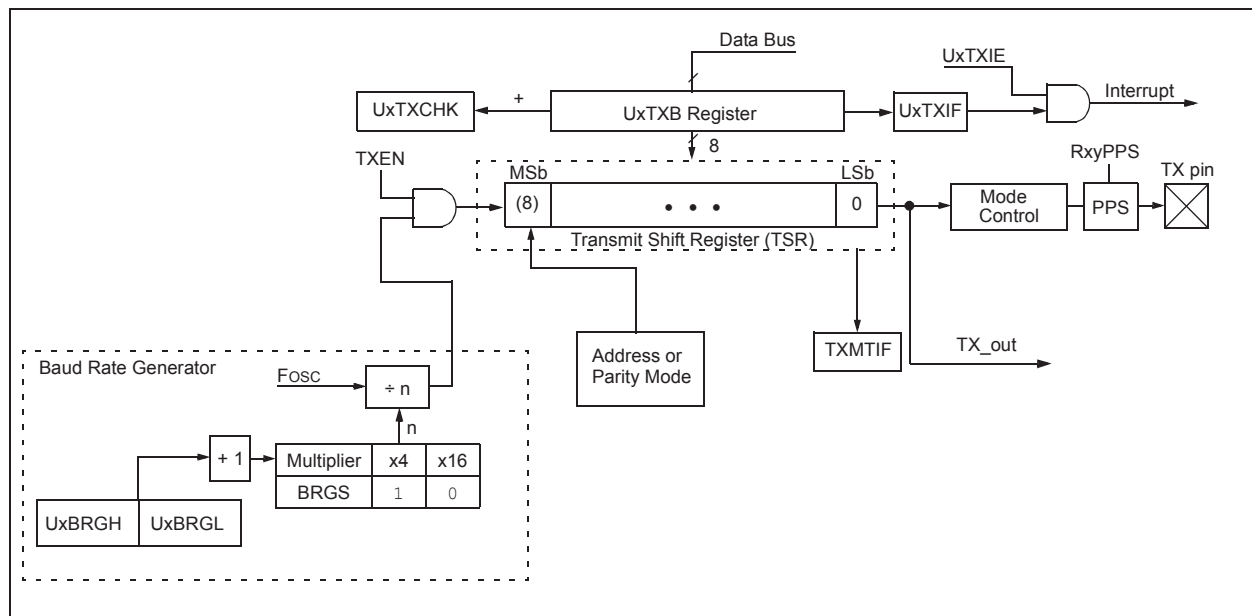 Data Bus
UxTXIE
Interrupt
UxTXCHK
+
UxTXB Register
UxTXIF
8
TXEN
RxyPPS
MSb
LSb
TX pin
(8)
• • •
0
Mode
Control
PPS
Transmit Shift Register (TSR)
Address or
Parity Mode
TXMTIF
TX_out
Baud Rate Generator
FOSC
÷ n
n
+ 1
Multiplier x4 x16
BRGS 1 0
UxBRGH UxBRGL